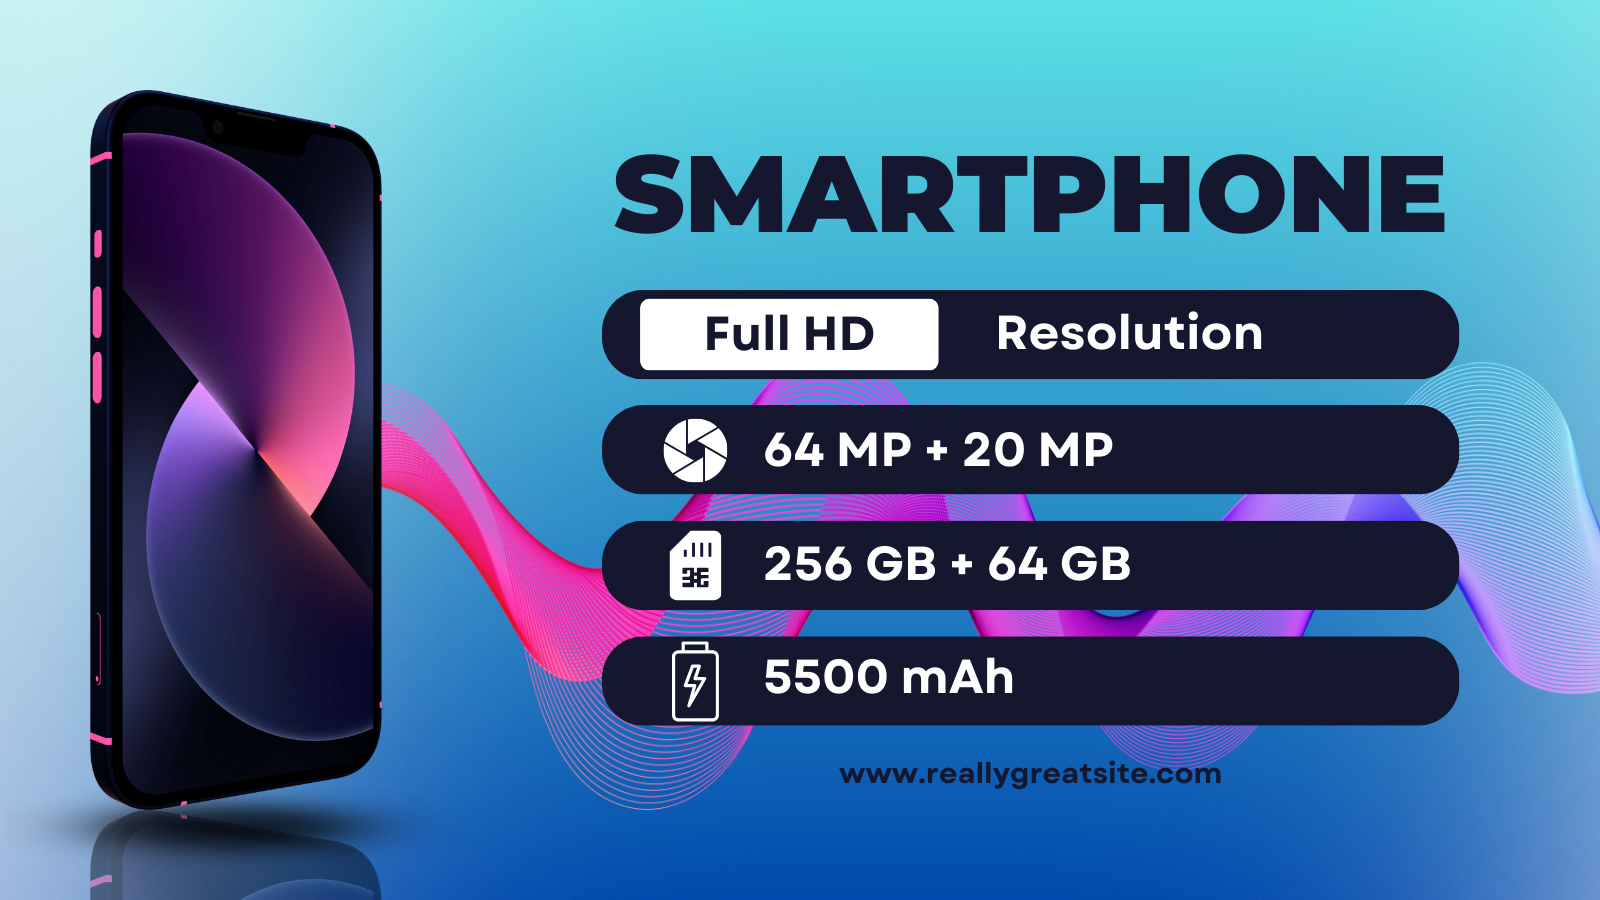 SMARTPHONE
Full HD Resolution
64 MP + 20 MP
256 GB + 64 GB
5500 mAh
www.reallygreatsite.com